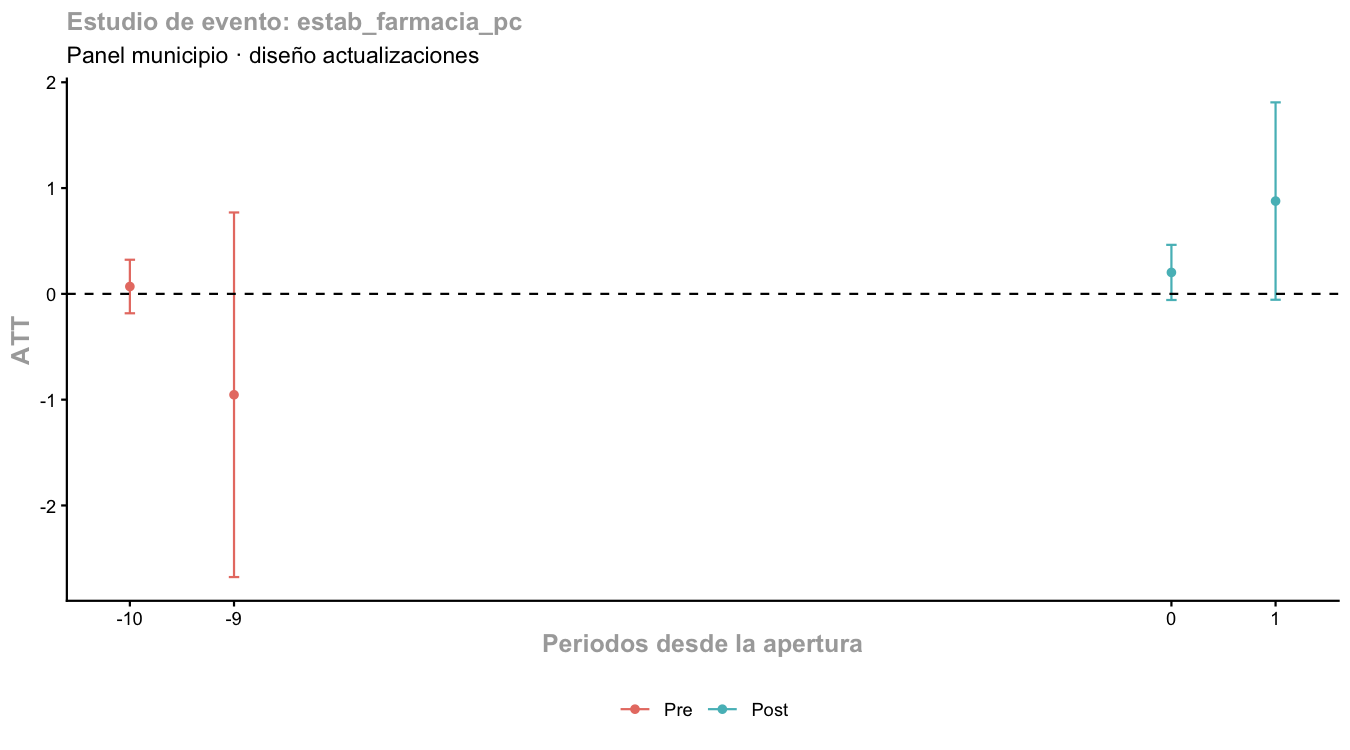 Estudio de evento: estab_farmacia_pc
Panel municipio · diseño actualizaciones
2
1
0
-1
-2
ATT
-10 -9 0 1
Periodos desde la apertura
Pre Post